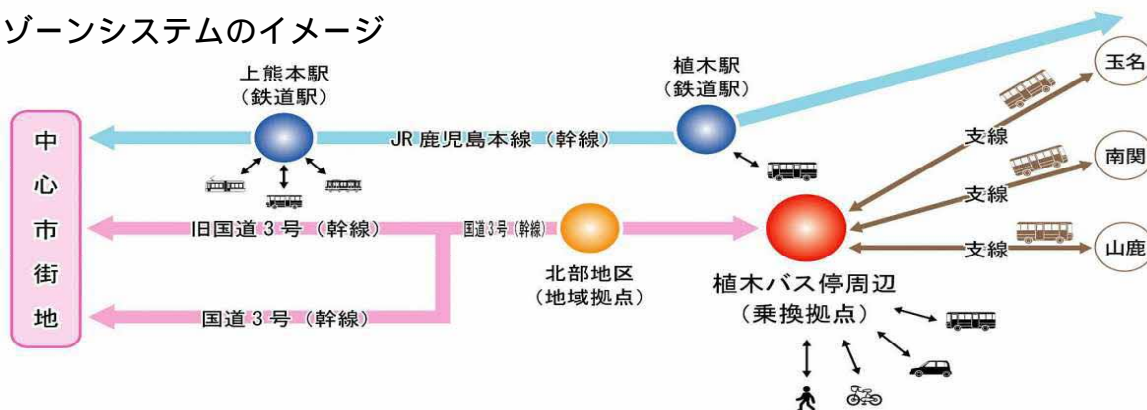 ゾーンシステムのイメージ
上熊本駅
(鉄道駅)
植木駅
(鉄道駅)
玉名
中心市街地
JR鹿児島本線(幹線)
支線
南関
支線
旧国道3号(幹線)
国道3号(幹線)
支線
山鹿
北部地区
(地域拠点)
植木バス停周辺
(乗換拠点)
国道3号(幹線)